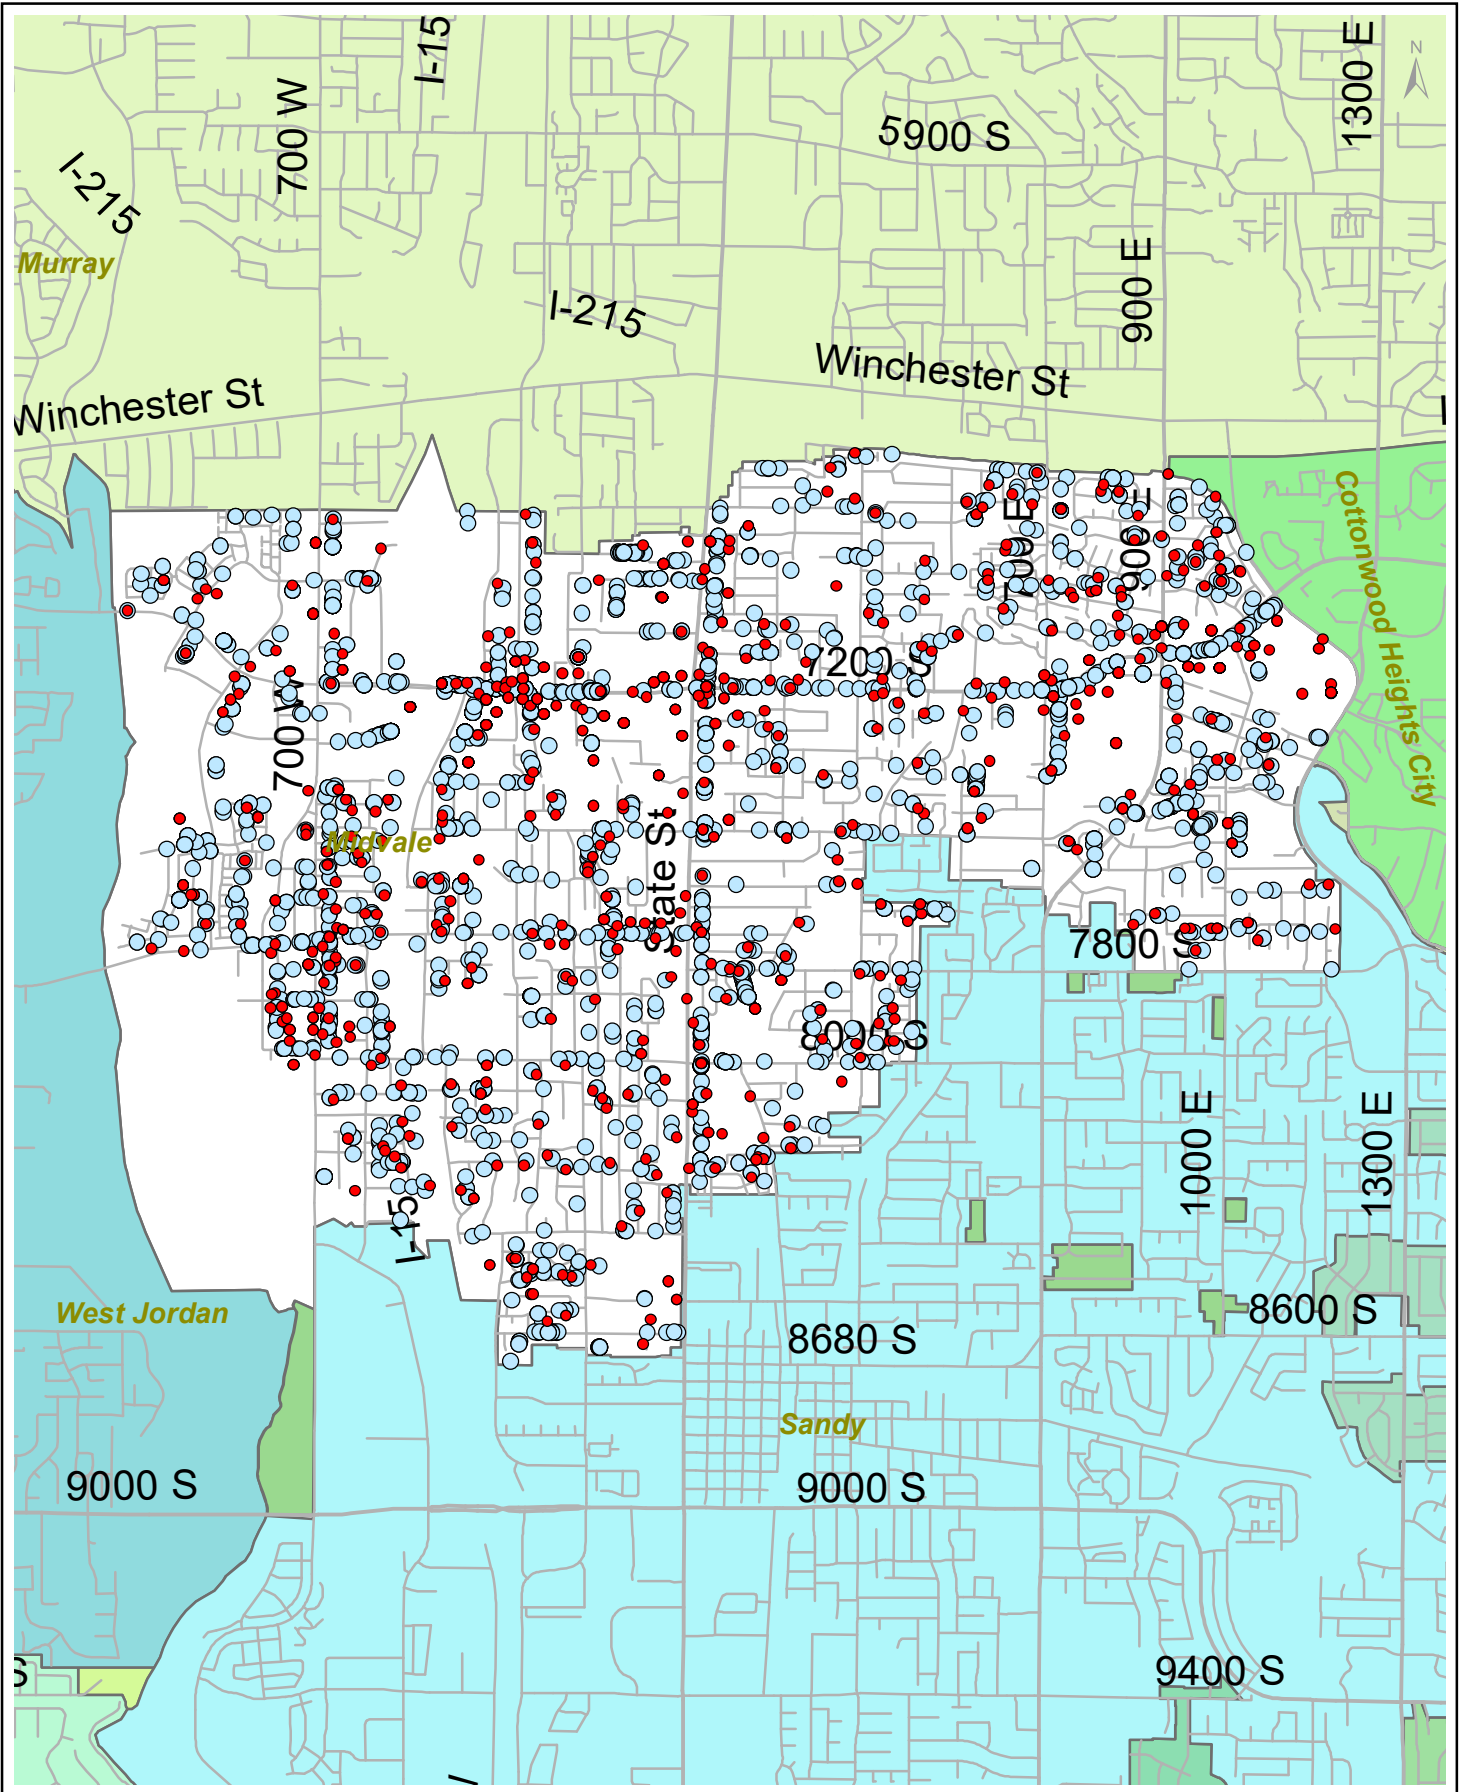 I-15
1300 E
N
700 W
5900 S
I-215
Murray
900 E
I-215
Winchester St
Winchester St
Cottonwood Heights City
700 E
900 E
7200 S
700 W
Midvale
State St
7800 S
8000 S
1000 E
1300 E
I-15
West Jordan
8600 S
8680 S
Sandy
9000 S
9000 S
S
9400 S